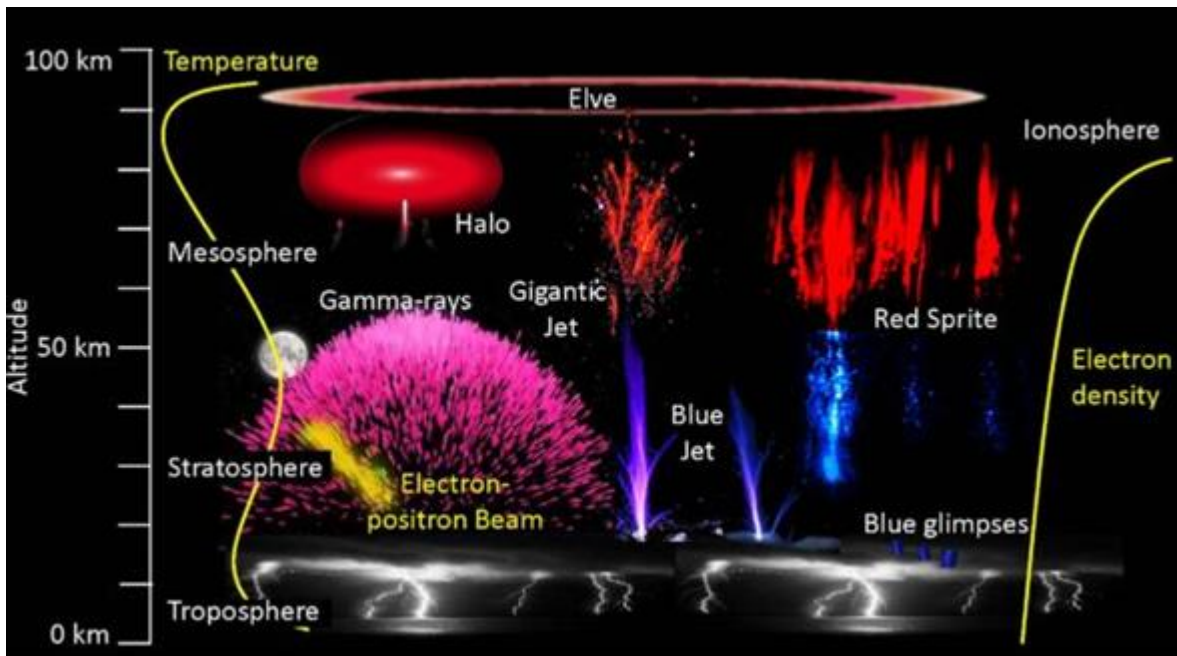 100 km
Temperature
Elve
Ionosphere
Halo
Mesosphere
Gamma-rays
Gigantic
Jet
Red Sprite
Altitude
50 km
Electron
density
Blue
Jet
Stratosphere
Electron-
positron Beam
Blue glimpses
Troposphere
0 km